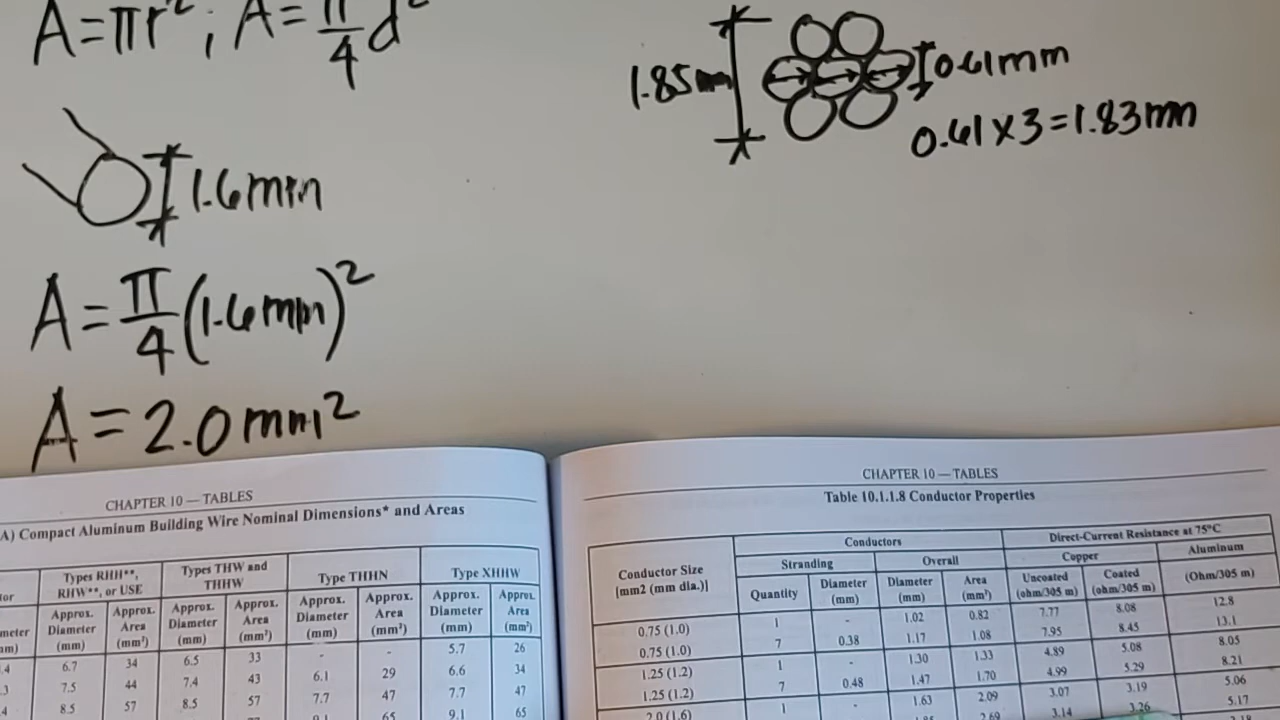 A=πr²; A=π/4 d²
1.85mm
0.61mm
0.61x3=1.83mm
1.6mm
A=π/4(1.6mm)²
A=2.0mm²
CHAPTER 10 — TABLES
A) Compact Aluminum Building Wire Nominal Dimensions* and Areas
Types RHH**, RHW**, or USE
Types THW and THHW
Type THHN
Type XHHW
Approx. Diameter (mm) Approx. Area (mm²) Approx. Diameter (mm) Approx. Area (mm²) Approx. Diameter (mm) Approx. Area (mm²) Approx. Diameter (mm) Approx. Area (mm²)
6.7 34 6.5 33 - - 5.7 26
7.5 44 7.4 43 6.1 29 6.6 34
8.5 57 8.5 57 7.7 47 7.7 47
65 9.1 65
CHAPTER 10 — TABLES
Table 10.1.1.8 Conductor Properties
Conductor Size [mm2 (mm dia.)]
Conductors
Direct-Current Resistance at 75°C
Stranding Overall Copper Aluminum
Quantity Diameter (mm) Diameter (mm) Area (mm²) Uncoated (ohm/305 m) Coated (ohm/305 m) (Ohm/305 m)
0.75 (1.0) 1 - 1.02 0.82 7.77 8.08 12.8
0.75 (1.0) 7 0.38 1.17 1.08 7.95 8.45 13.1
1.25 (1.2) 1 - 1.30 1.33 4.89 5.08 8.05
1.25 (1.2) 7 0.48 1.47 1.70 4.99 5.29 8.21
2.0 (1.6) 1 - 1.63 2.09 3.07 3.19 5.06
1.85 2.69 3.14 3.26 5.17